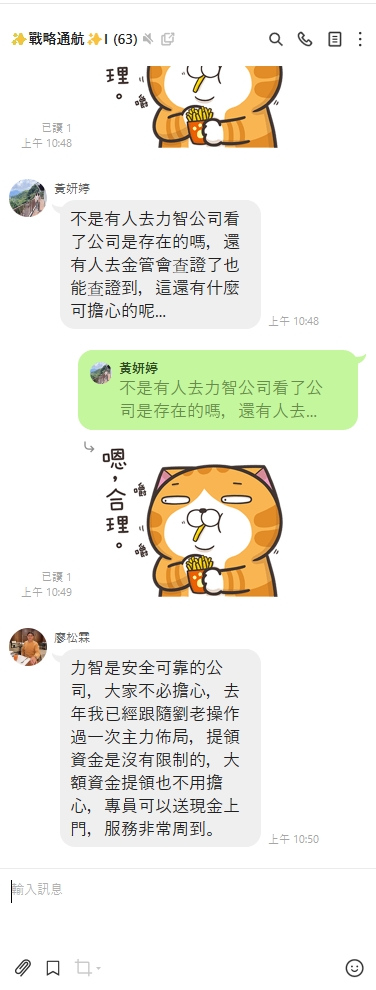 ✨戰略通航✨I (63)
理。
嚼
已讀 1
上午 10:48
黃妍婷
不是有人去力智公司看
了公司是存在的嗎，還
有人去金管會查證了也
能查證到，這還有什麼
可擔心的呢...
上午 10:48
黃妍婷
不是有人去力智公司看了公
司是存在的嗎，還有人去...
嗯，合理。
嚼
嚼
已讀 1
上午 10:49
廖松霖
力智是安全可靠的公
司，大家不必擔心，去
年我已經跟隨劉老操作
過一次主力佈局，提領
資金是沒有限制的，大
額資金提領也不用擔
心，專員可以送現金上
門，服務非常周到。
上午 10:50
輸入訊息